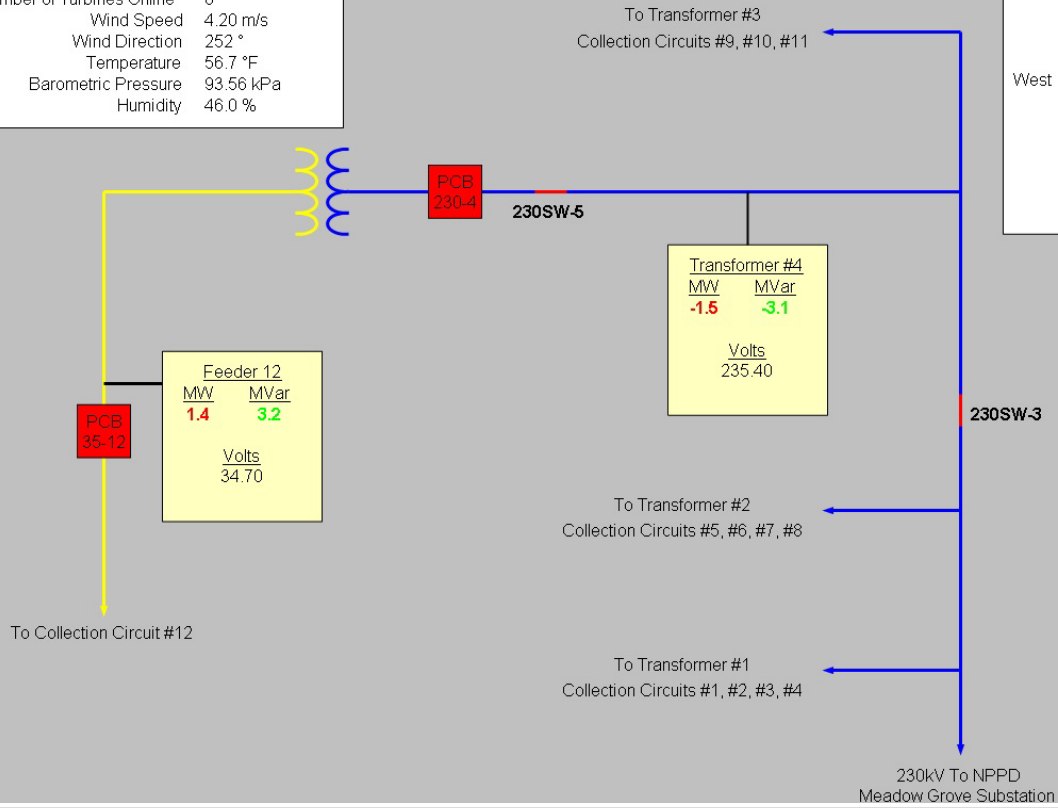 Turbines Online
Wind Speed 4.20 m/s
Wind Direction 252 °
Temperature 56.7 °F
Barometric Pressure 93.56 kPa
Humidity 46.0 %
To Transformer #3
Collection Circuits #9, #10, #11
West
PCB
230-4
230SW-5
Transformer #4
MW MVar
-1.5 -3.1
Volts
235.40
Feeder 12
MW MVar
1.4 3.2
Volts
34.70
PCB
35-12
230SW-3
To Transformer #2
Collection Circuits #5, #6, #7, #8
To Collection Circuit #12
To Transformer #1
Collection Circuits #1, #2, #3, #4
230kV To NPPD
Meadow Grove Substation